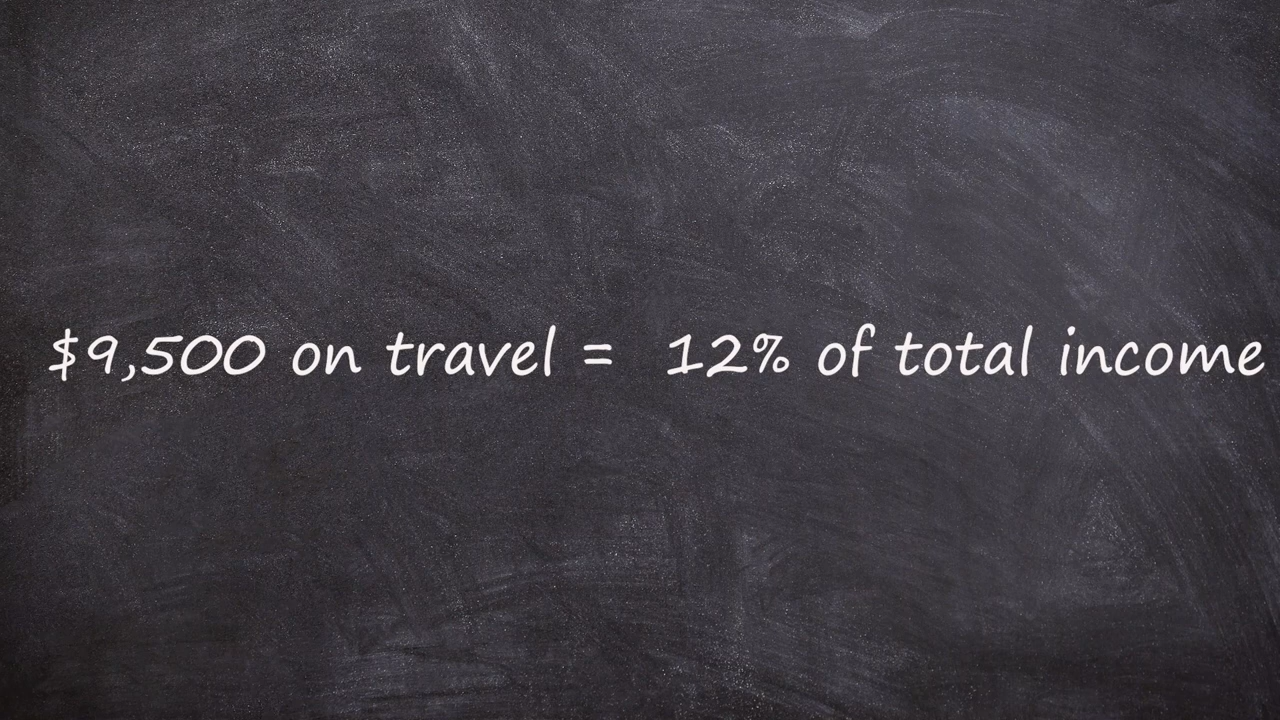 $9,500 on travel = 12% of total income